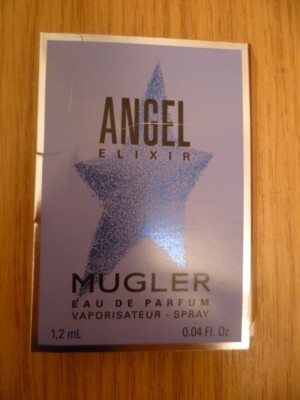 ANGEL
ELIXIR
MUGLER
EAU DE PARFUM
VAPORISATEUR - SPRAY
1,2 mL 0.04 Fl. Oz.